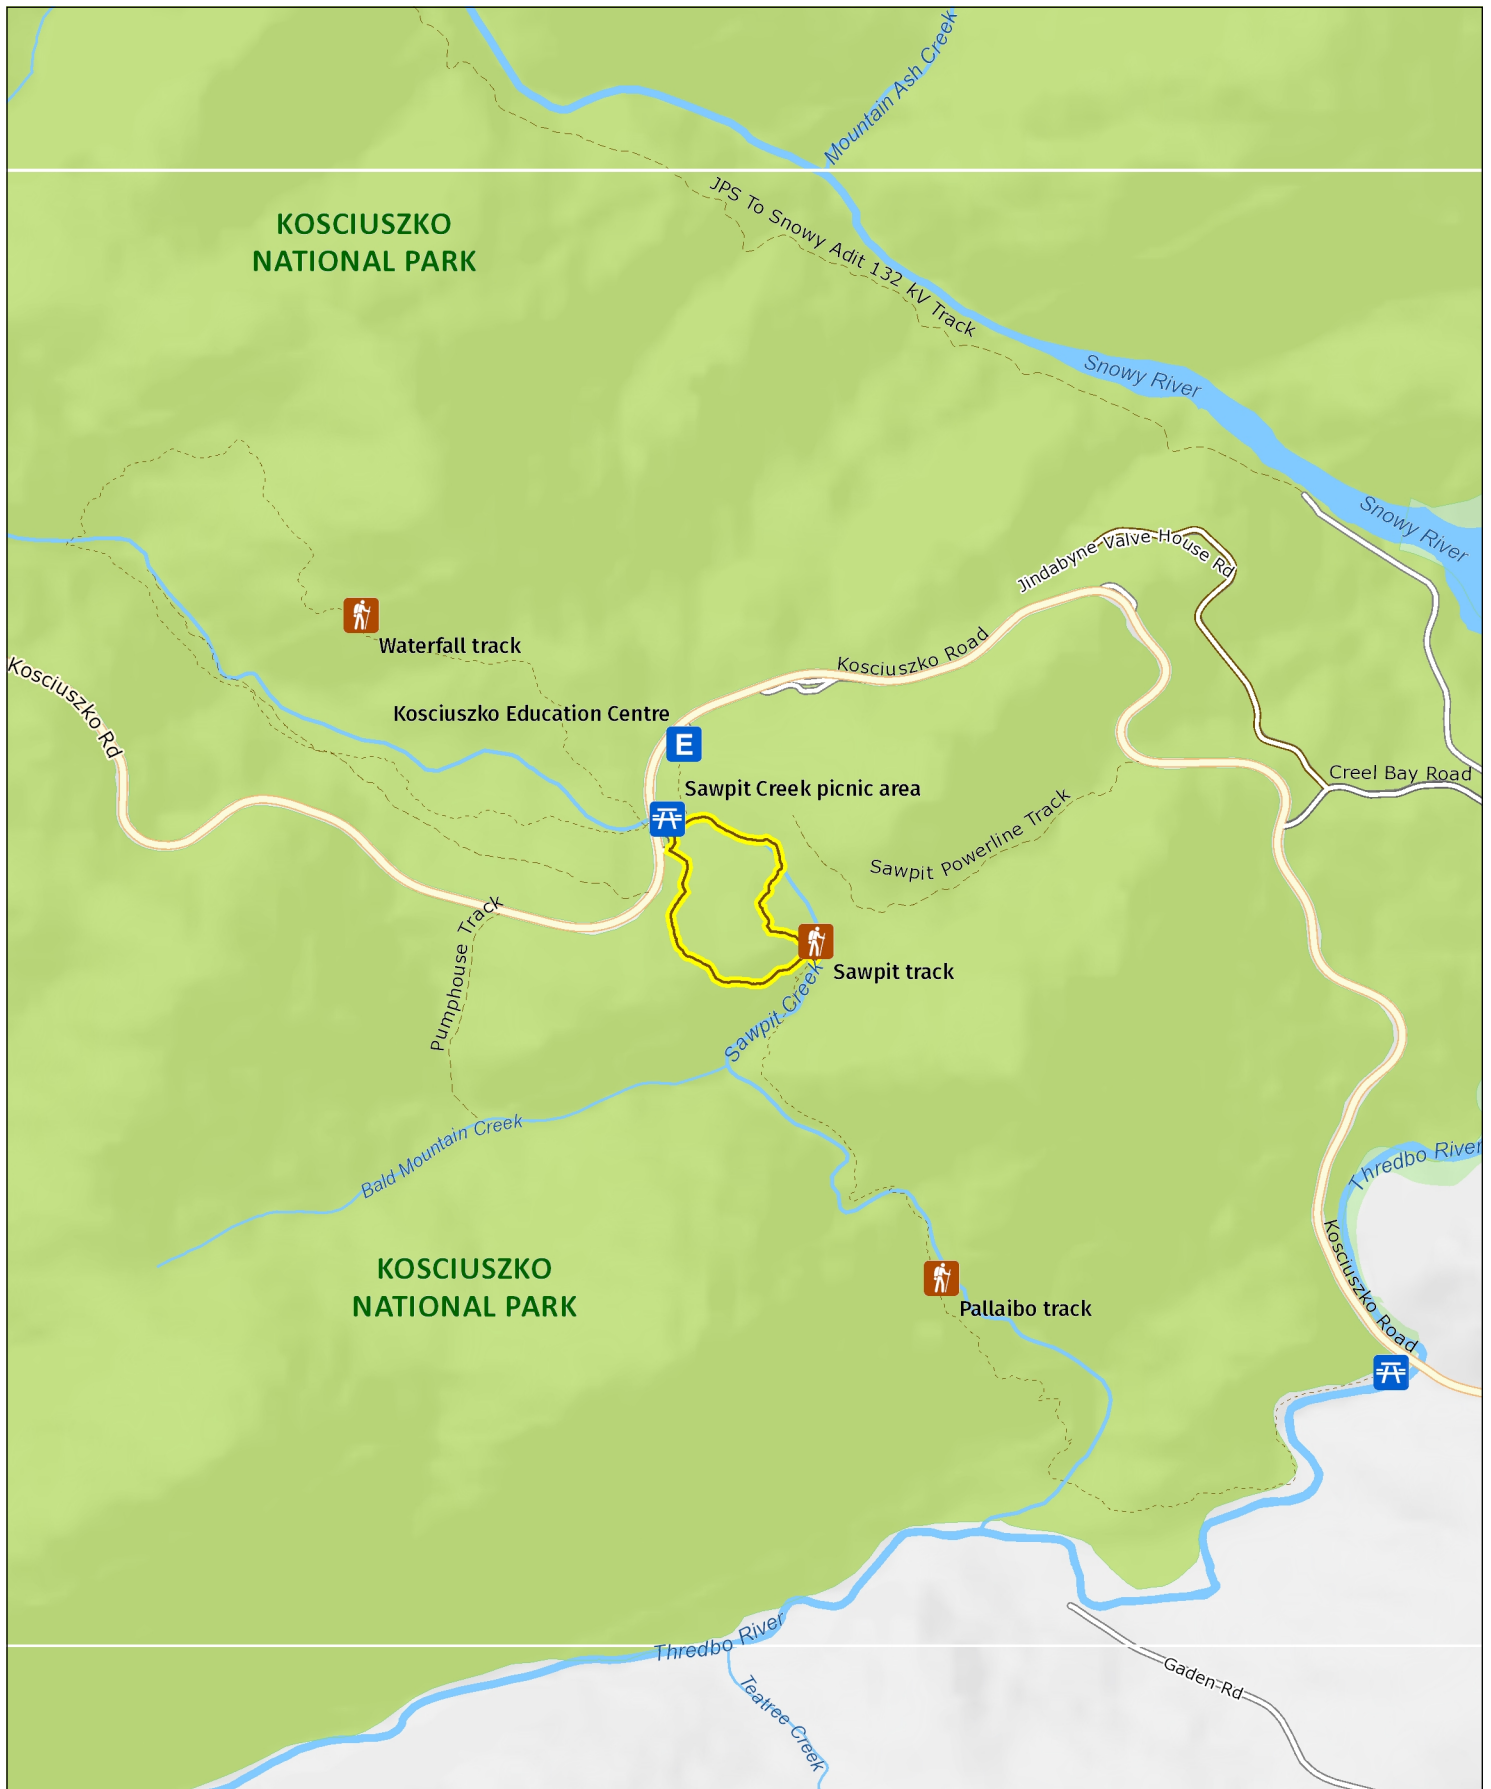 Mountain Ash Creek
JPS To Snowy Adit 132 kV Track
KOSCIUSZKO
NATIONAL PARK
Snowy River
Snowy River
Jindabyne Valve House Rd
Waterfall track
Kosciuszko Road
Kosciuszko Rd
Kosciuszko Education Centre
E
Creel Bay Road
Sawpit Creek picnic area
Sawpit Powerline Track
Pumphouse Track
Sawpit track
Sawpit Creek
Bald Mountain Creek
Thredbo River
KOSCIUSZKO
NATIONAL PARK
Kosciuszko Road
Pallaibo track
Thredbo River
Gaden Rd
Teatree Creek